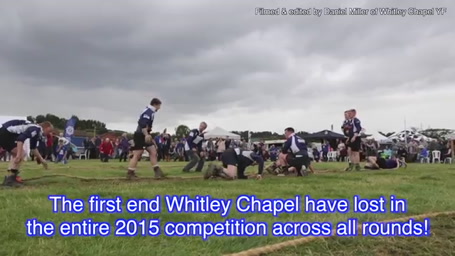 Filmed & edited by Daniel Miller of Whitley Chapel YF
The first end Whitley Chapel have lost in
the entire 2015 competition across all rounds!